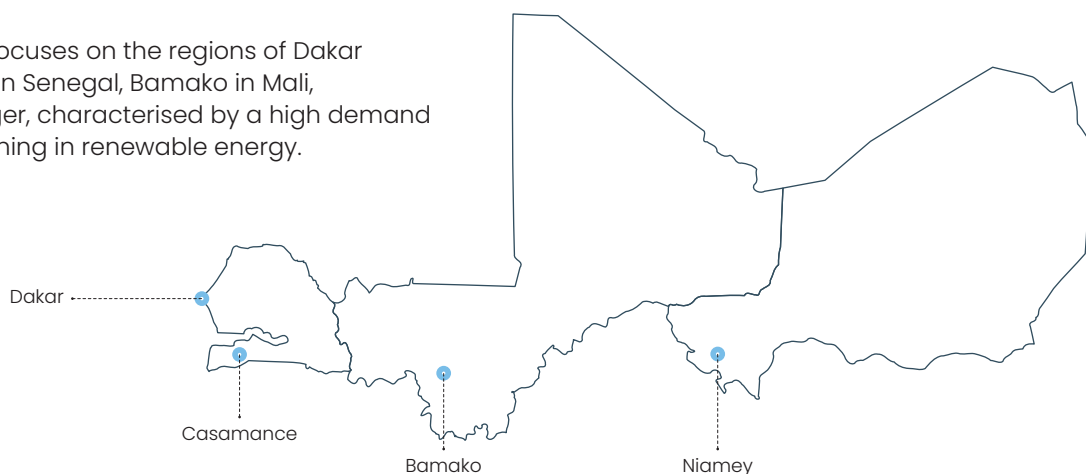 ocuses on the regions of Dakar
n Senegal, Bamako in Mali,
ger, characterised by a high demand
ning in renewable energy.
Dakar
Casamance
Bamako
Niamey